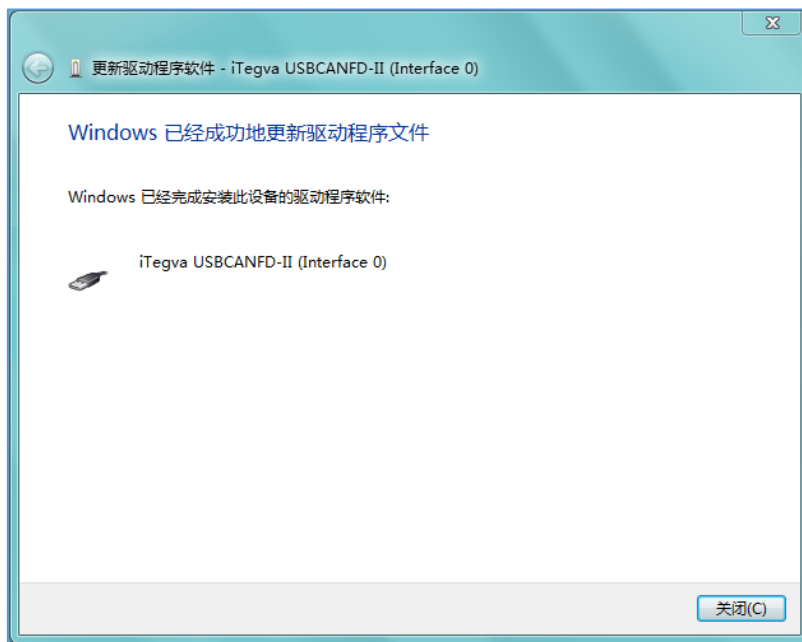 更新驱动程序软件 - iTegva USBCANFD-II (Interface 0)
Windows 已经成功地更新驱动程序文件
Windows 已经完成安装此设备的驱动程序软件:
iTegva USBCANFD-II (Interface 0)
关闭(C)